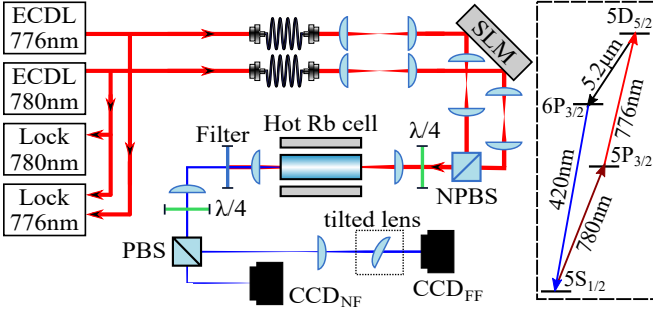 ECDL
776nm
ECDL
780nm
Lock
780nm
Lock
776nm
SLM
Filter
Hot Rb cell
λ/4
NPBS
λ/4
PBS
tilted lens
CCD_NF
CCD_FF
5D_5/2
5.2μm
6P_3/2
776nm
5P_3/2
420nm
780nm
5S_1/2